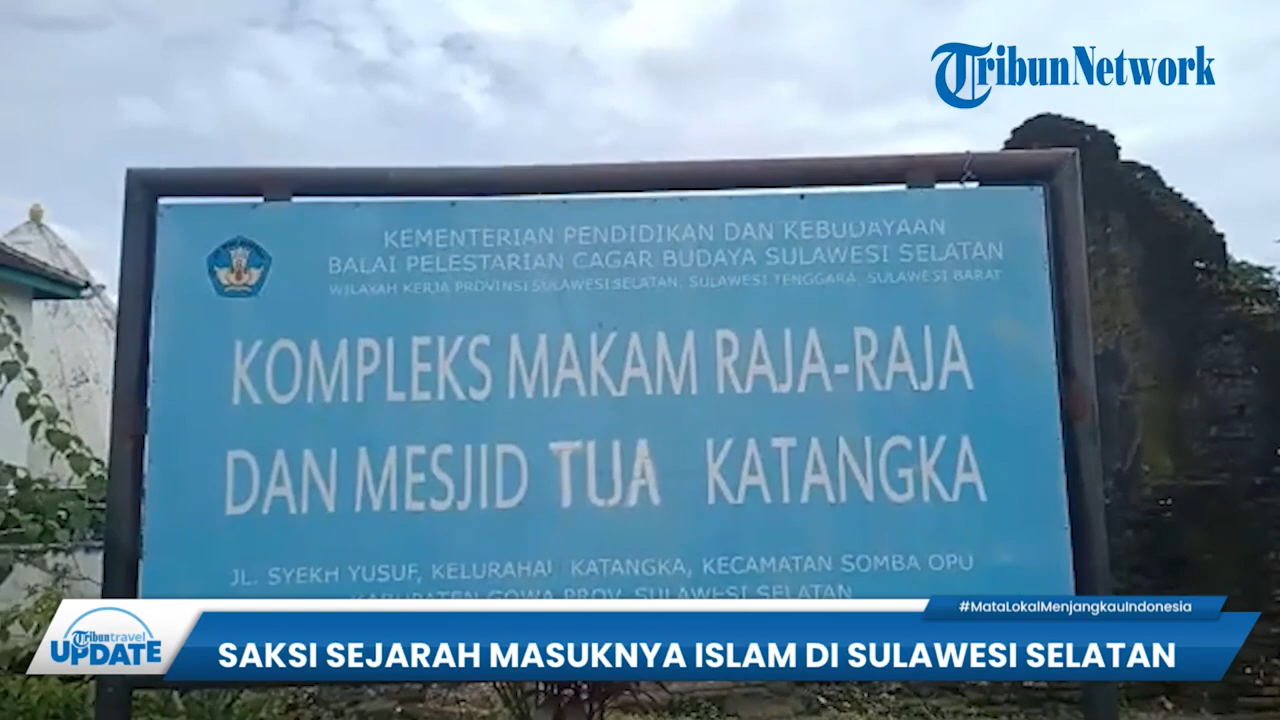 TribunNetwork
KEMENTERIAN PENDIDIKAN DAN KEBUDAYAAN
BALAI PELESTARIAN CAGAR BUDAYA SULAWESI SELATAN
WILAYAH KERJA PROVINSI SULAWESI SELATAN, SULAWESI TENGGARA, SULAWESI BARAT
KOMPLEKS MAKAM RAJA-RAJA
DAN MESJID TUA KATANGKA
JL. SYEKH YUSUF, KELURAHAN KATANGKA, KECAMATAN SOMBA OPU
KABUPATEN GOWA PROV. SULAWESI SELATAN
#MataLokalMenjangkauIndonesia
Tribuntravel
UPDATE
SAKSI SEJARAH MASUKNYA ISLAM DI SULAWESI SELATAN